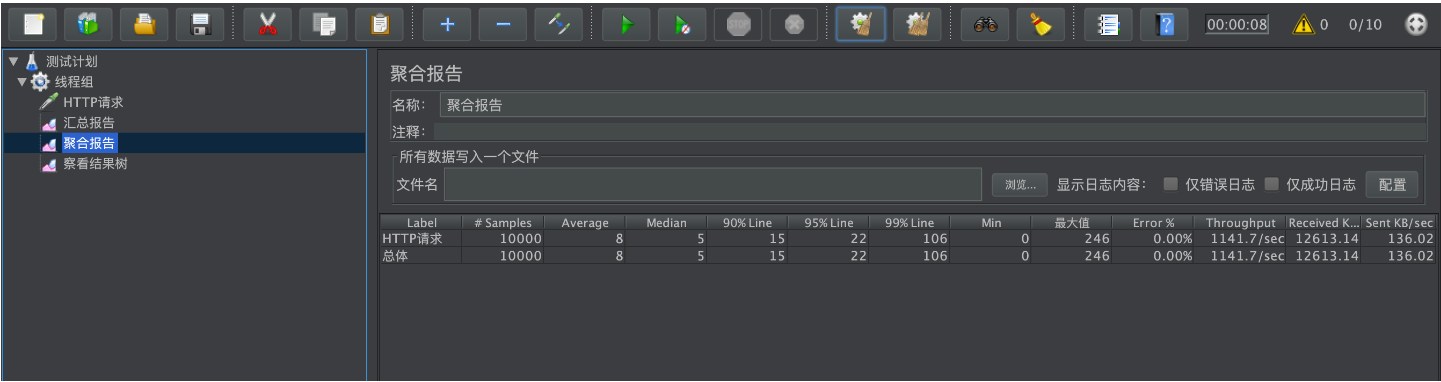 00:00:08 0 0/10
测试计划
线程组
HTTP请求
汇总报告
聚合报告
察看结果树
聚合报告
名称： 聚合报告
注释：
所有数据写入一个文件
文件名 浏览... 显示日志内容： 仅错误日志 仅成功日志 配置
Label # Samples Average Median 90% Line 95% Line 99% Line Min 最大值 Error % Throughput Received K... Sent KB/sec
HTTP请求 10000 8 5 15 22 106 0 246 0.00% 1141.7/sec 12613.14 136.02
总体 10000 8 5 15 22 106 0 246 0.00% 1141.7/sec 12613.14 136.02